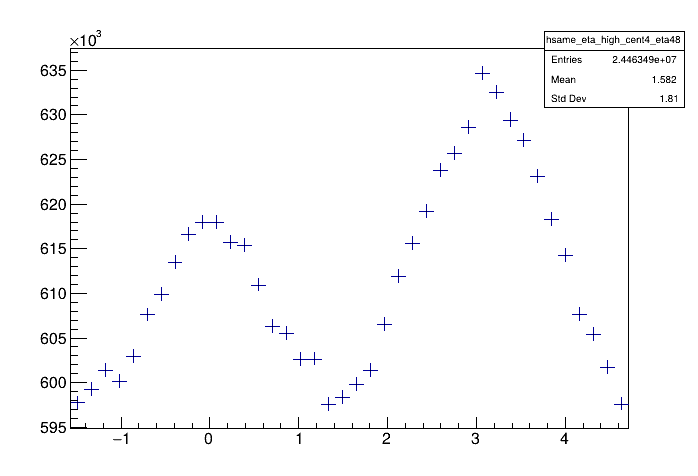 ×10³
hsame_eta_high_cent4_eta48
Entries 2.446349e+07
Mean 1.582
Std Dev 1.81
635
630
625
620
615
610
605
600
595
−1 0 1 2 3 4